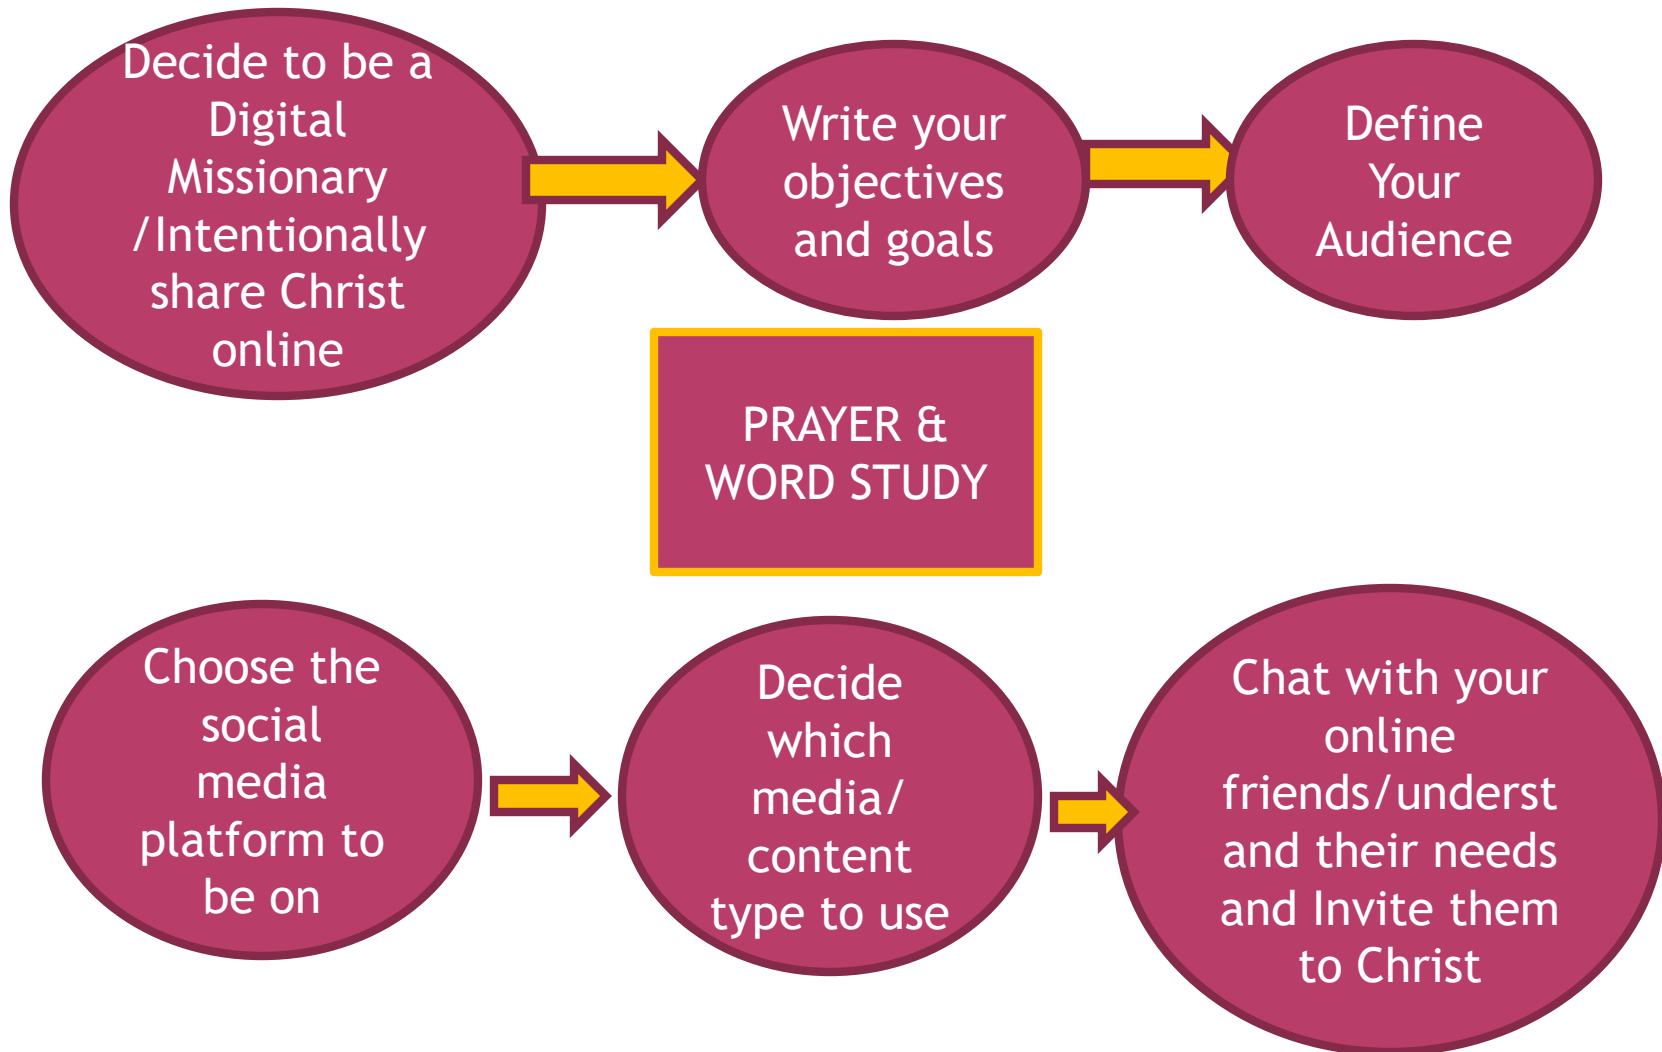 Decide to be a
Digital
Missionary
/Intentionally
share Christ
online
Write your
objectives
and goals
Define
Your
Audience
PRAYER &
WORD STUDY
Choose the
social
media
platform to
be on
Decide
which
media/
content
type to use
Chat with your
online
friends/underst
and their needs
and Invite them
to Christ